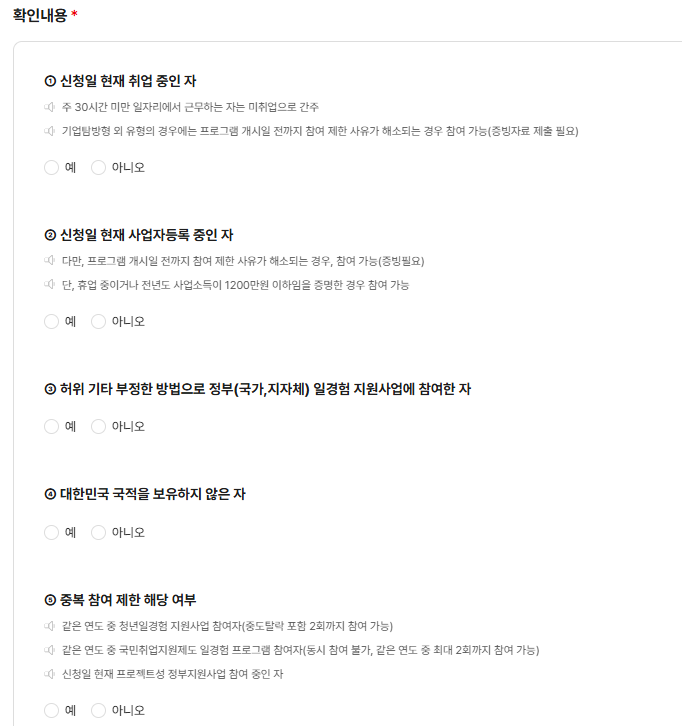 확인내용 *
① 신청일 현재 취업 중인 자
주 30시간 미만 일자리에서 근무하는 자는 미취업으로 간주
기업탐방형 외 유형의 경우에는 프로그램 개시일 전까지 참여 제한 사유가 해소되는 경우 참여 가능(증빙자료 제출 필요)
예 아니오
② 신청일 현재 사업자등록 중인 자
다만, 프로그램 개시일 전까지 참여 제한 사유가 해소되는 경우, 참여 가능(증빙필요)
단, 휴업 중이거나 전년도 사업소득이 1200만원 이하임을 증명한 경우 참여 가능
예 아니오
③ 허위 기타 부정한 방법으로 정부(국가,지자체) 일경험 지원사업에 참여한 자
예 아니오
④ 대한민국 국적을 보유하지 않은 자
예 아니오
⑤ 중복 참여 제한 해당 여부
같은 연도 중 청년일경험 지원사업 참여자(중도탈락 포함 2회까지 참여 가능)
같은 연도 중 국민취업지원제도 일경험 프로그램 참여자(동시 참여 불가, 같은 연도 중 최대 2회까지 참여 가능)
신청일 현재 프로젝트성 정부지원사업 참여 중인 자
예 아니오